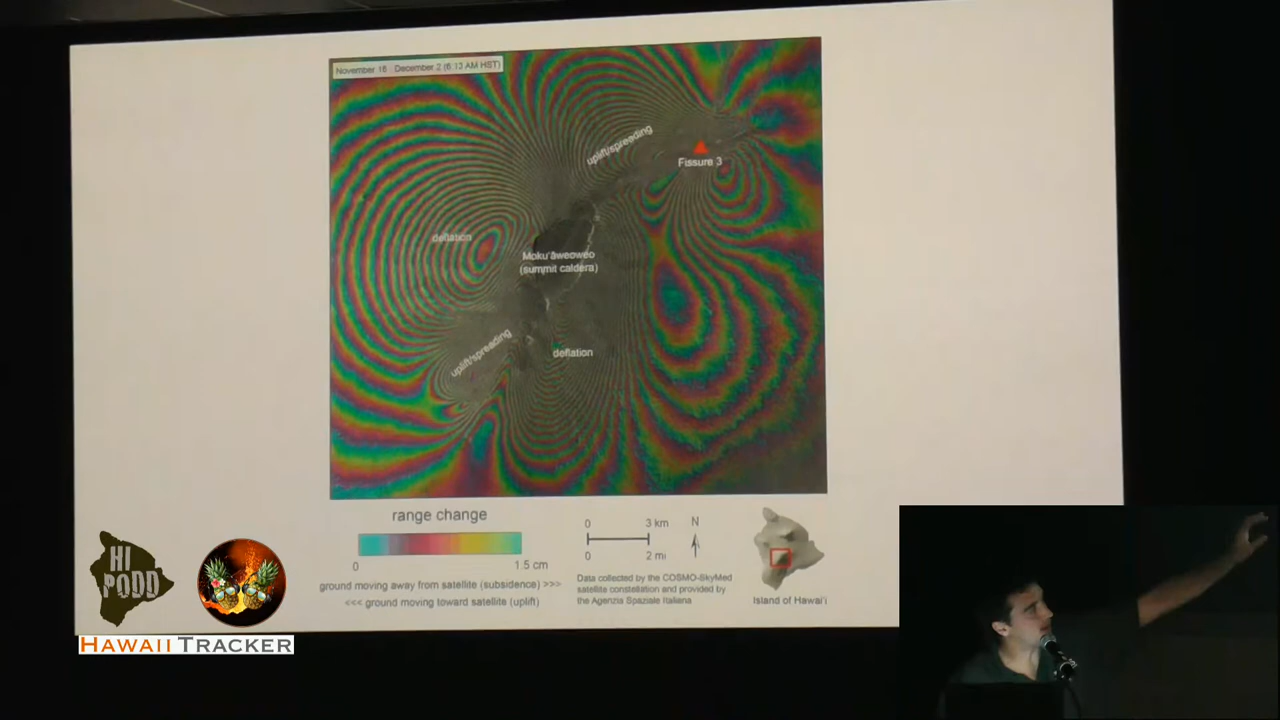 November 16 - December 2 (6:13 AM HST)
uplift/spreading
Fissure 3
deflation
Moku'āweoweo
(summit caldera)
uplift/spreading
deflation
range change
0 1.5 cm
ground moving away from satellite (subsidence) >>>
<<< ground moving toward satellite (uplift)
0 3 km
0 2 mi
N
Data collected by the COSMO-SkyMed
satellite constellation and provided by
the Agenzia Spaziale Italiana
Island of Hawai'i
HI
PODD
HAWAII TRACKER